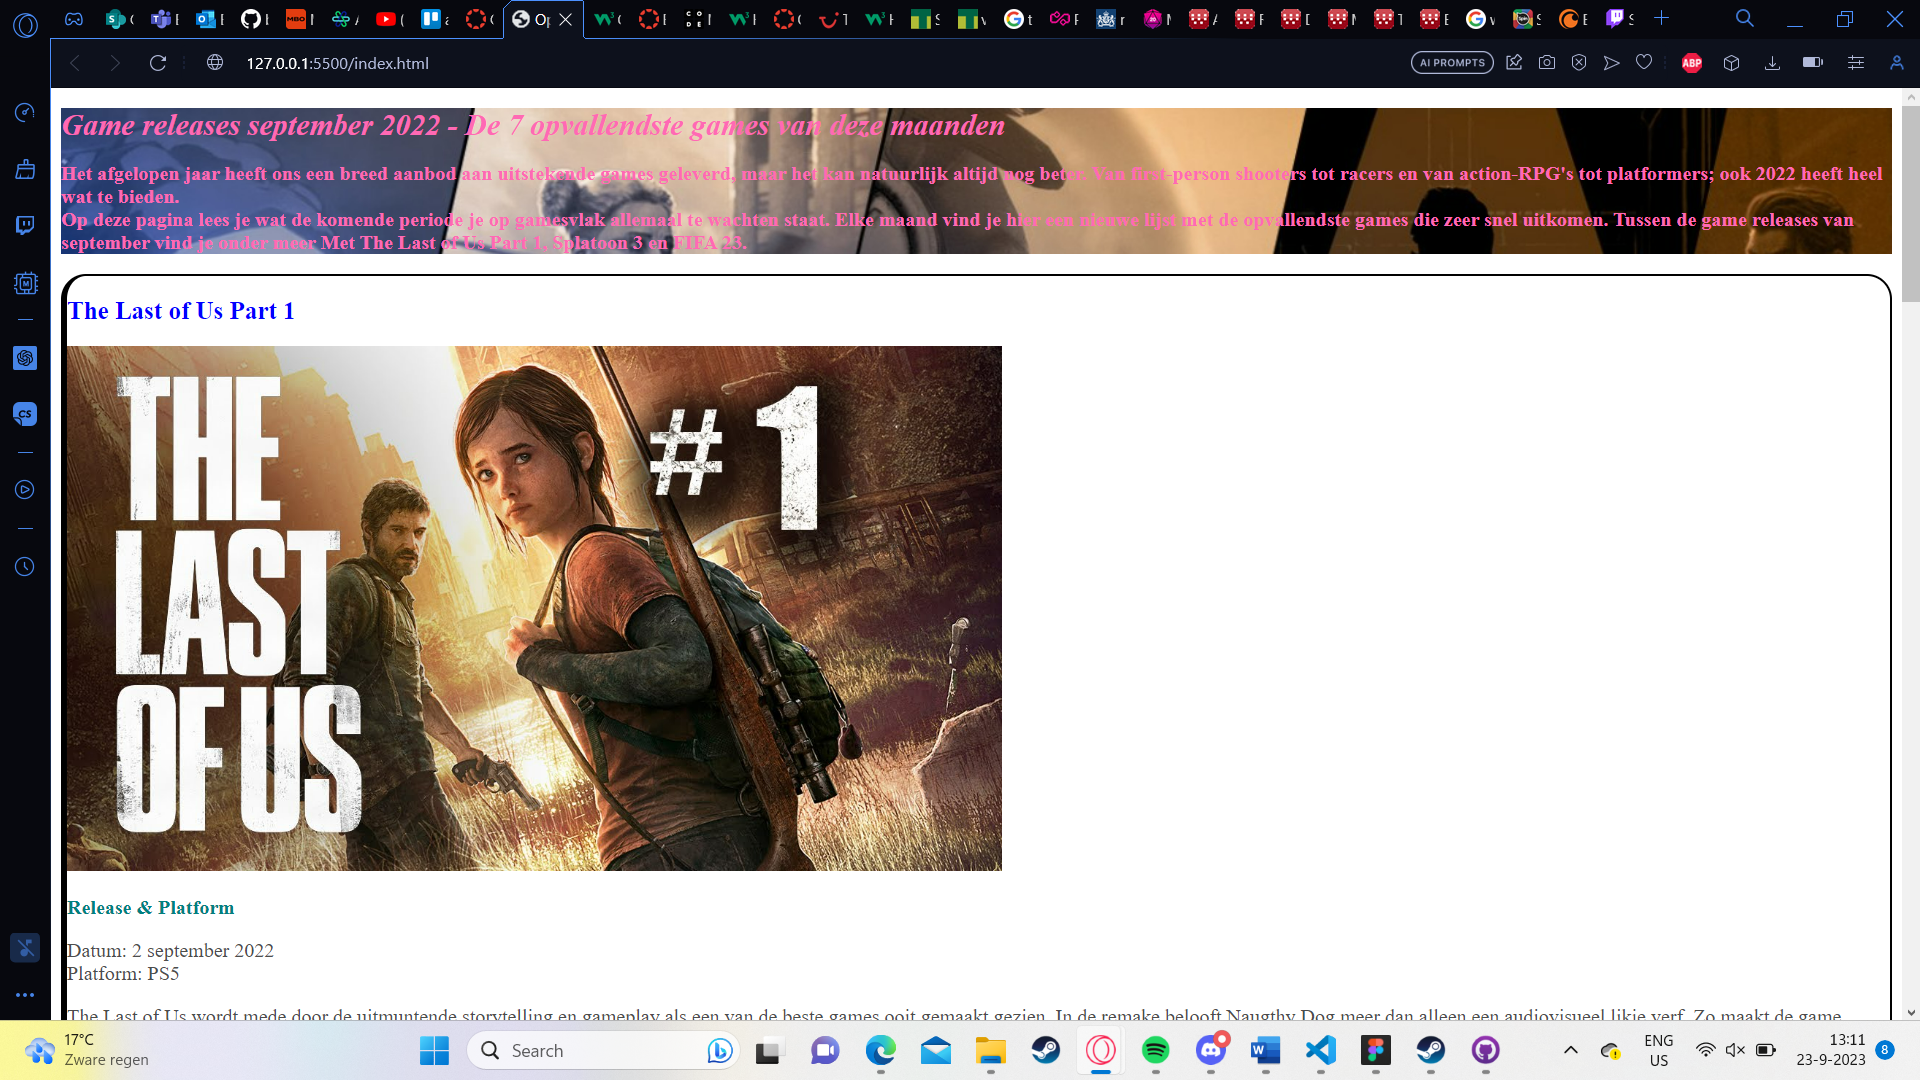 127.0.0.1:5500/index.html
AI PROMPTS
ABP
Game releases september 2022 - De 7 opvallendste games van deze maanden
Het afgelopen jaar heeft ons een breed aanbod aan uitstekende games geleverd, maar het kan natuurlijk altijd nog beter. Van first-person shooters tot racers en van action-RPG's tot platformers; ook 2022 heeft heel
wat te bieden.
Op deze pagina lees je wat de komende periode je op gamesvlak allemaal te wachten staat. Elke maand vind je hier een nieuwe lijst met de opvallendste games die zeer snel uitkomen. Tussen de game releases van
september vind je onder meer Met The Last of Us Part 1, Splatoon 3 en FIFA 23.
The Last of Us Part 1
THE
LAST
OF US
# 1
Release & Platform
Datum: 2 september 2022
Platform: PS5
The Last of Us wordt mede door de uitmuntende storytelling en gameplay als een van de beste games ooit gemaakt gezien. In de remake belooft Naugthy Dog meer dan alleen een audiovisueel likje verf. Zo maakt de game
17°C
Zware regen
Search
ENG
US
13:11
23-9-2023
8